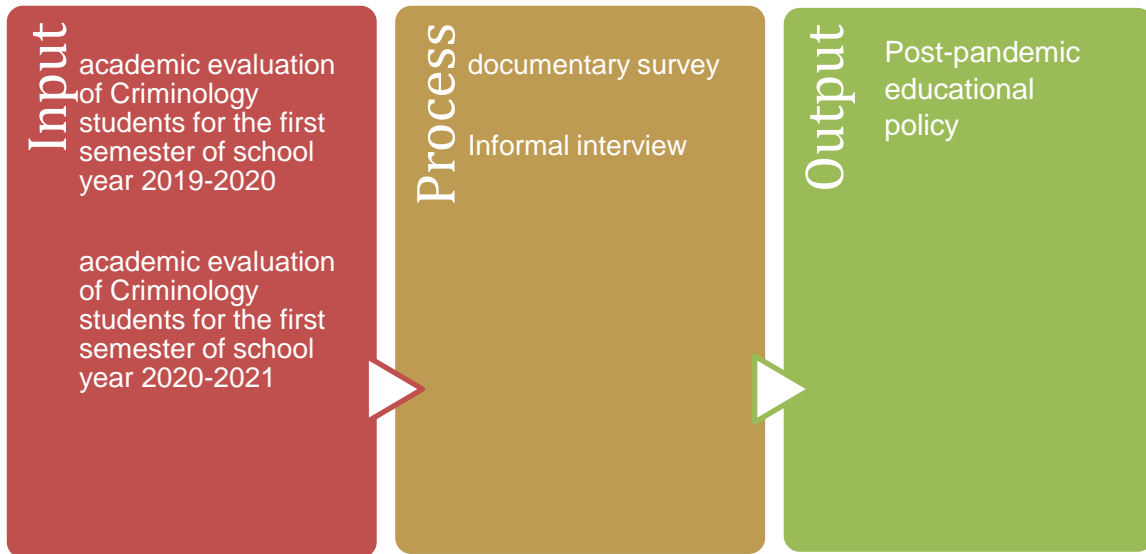 Input
academic evaluation
of Criminology
students for the first
semester of school
year 2019-2020
academic evaluation
of Criminology
students for the first
semester of school
year 2020-2021
Process
documentary survey
Informal interview
Output
Post-pandemic
educational
policy